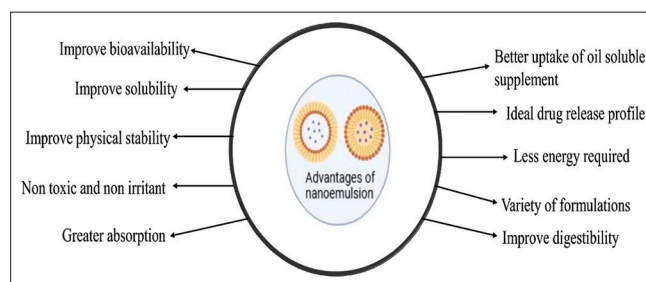 Improve bioavailability
Improve solubility
Improve physical stability
Non toxic and non irritant
Greater absorption
Advantages of
nanoemulsion
Better uptake of oil soluble
supplement
Ideal drug release profile
Less energy required
Variety of formulations
Improve digestibility